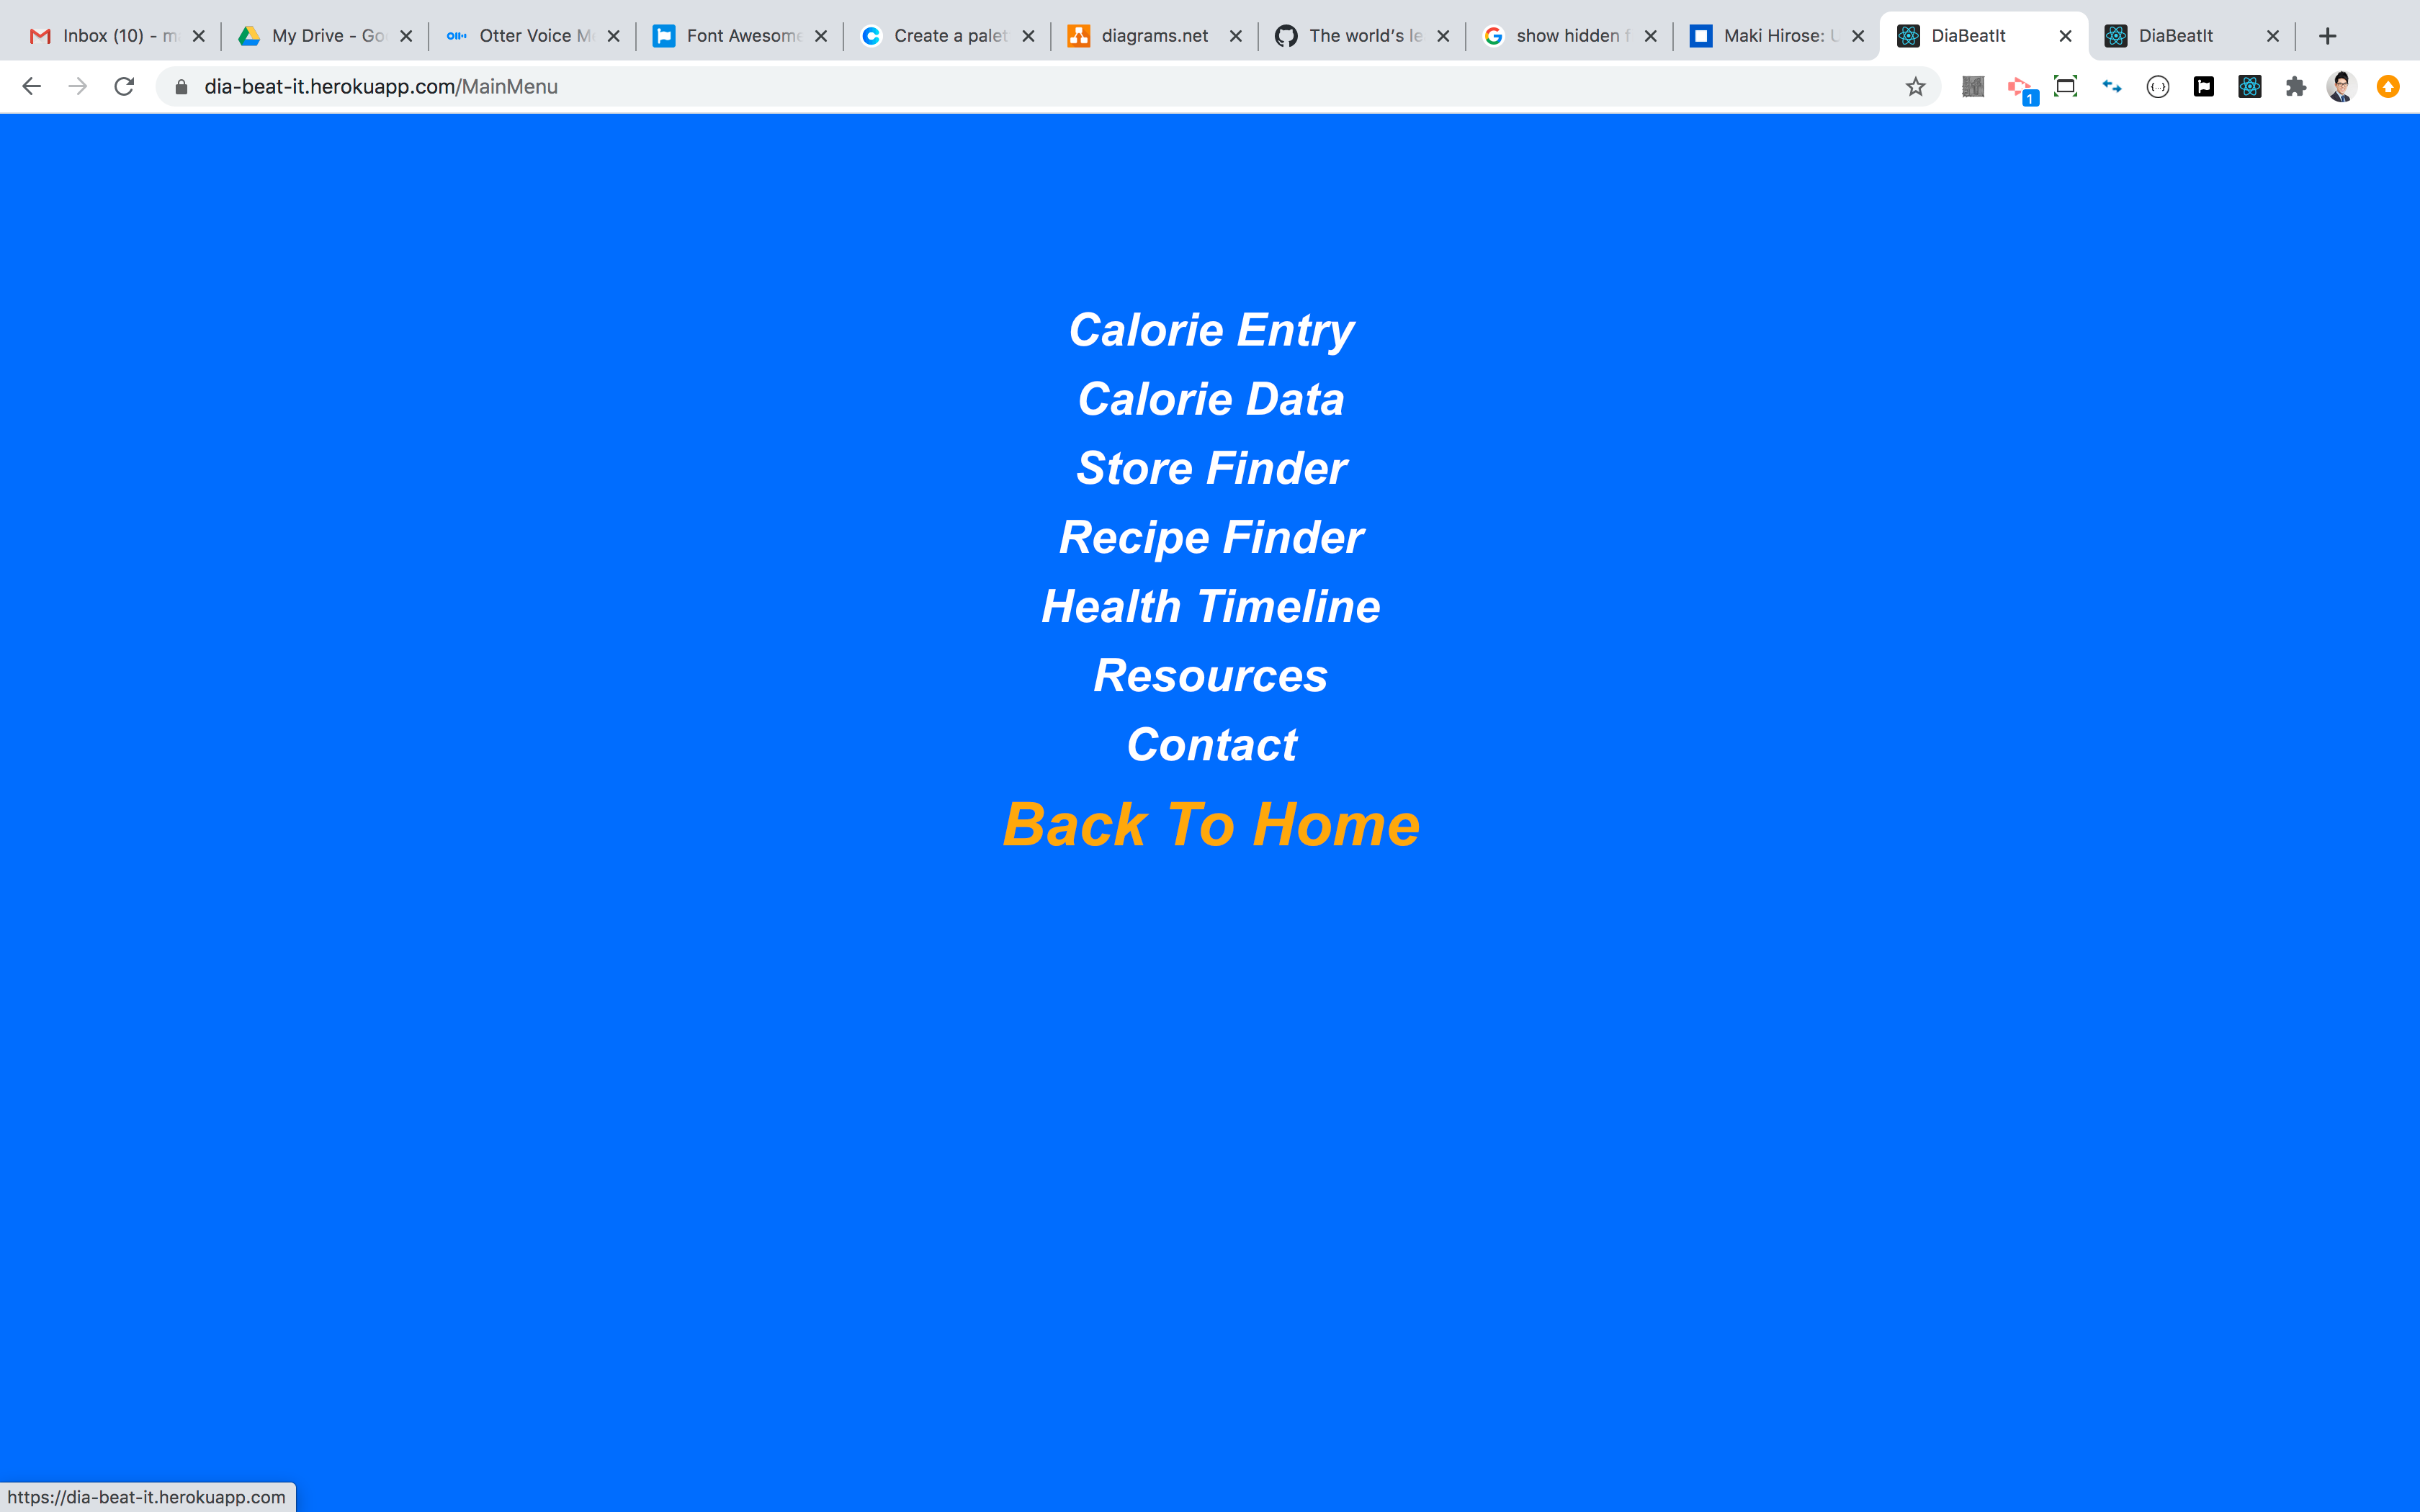 Inbox (10) - m
My Drive - Go
Otter Voice M
Font Awesome
Create a palet
diagrams.net
The world's le
show hidden f
Maki Hirose: U
DiaBeatIt
DiaBeatIt
dia-beat-it.herokuapp.com/MainMenu
1
Calorie Entry
Calorie Data
Store Finder
Recipe Finder
Health Timeline
Resources
Contact
Back To Home
https://dia-beat-it.herokuapp.com